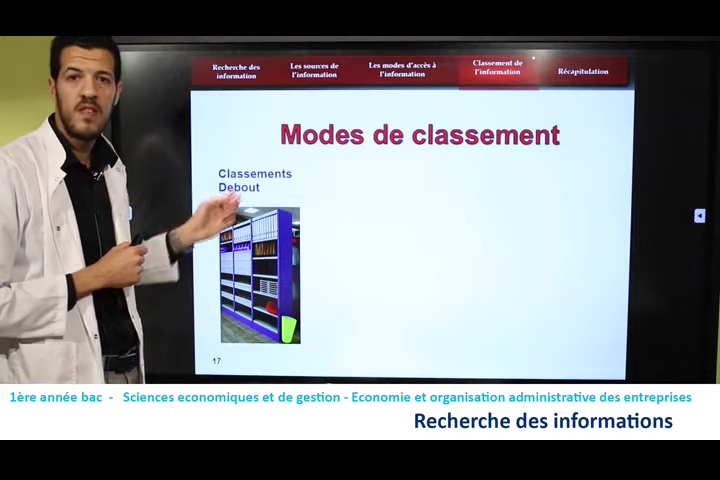 Recherche des
information
Les sources de
l'information
Les modes d'accès à
l'information
Classement de
l'information
Récapitulation
Modes de classement
Classements
Debout
17
1ère année bac - Sciences economiques et de gestion - Economie et organisation administrative des entreprises
Recherche des informations